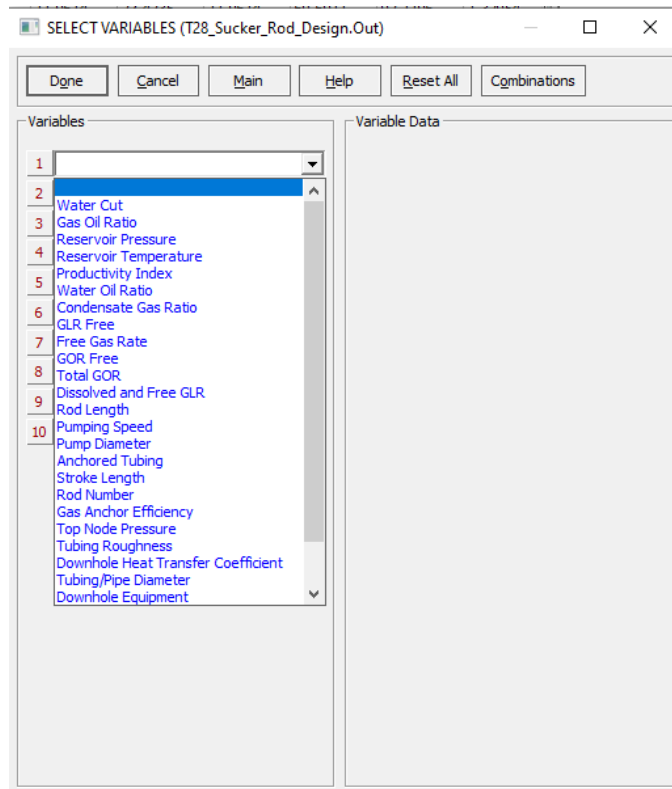 SELECT VARIABLES (T28_Sucker_Rod_Design.Out)
Done Cancel Main Help Reset All Combinations
Variables
Variable Data
1
2
3
4
5
6
7
8
9
10
Water Cut
Gas Oil Ratio
Reservoir Pressure
Reservoir Temperature
Productivity Index
Water Oil Ratio
Condensate Gas Ratio
GLR Free
Free Gas Rate
GOR Free
Total GOR
Dissolved and Free GLR
Rod Length
Pumping Speed
Pump Diameter
Anchored Tubing
Stroke Length
Rod Number
Gas Anchor Efficiency
Top Node Pressure
Tubing Roughness
Downhole Heat Transfer Coefficient
Tubing/Pipe Diameter
Downhole Equipment